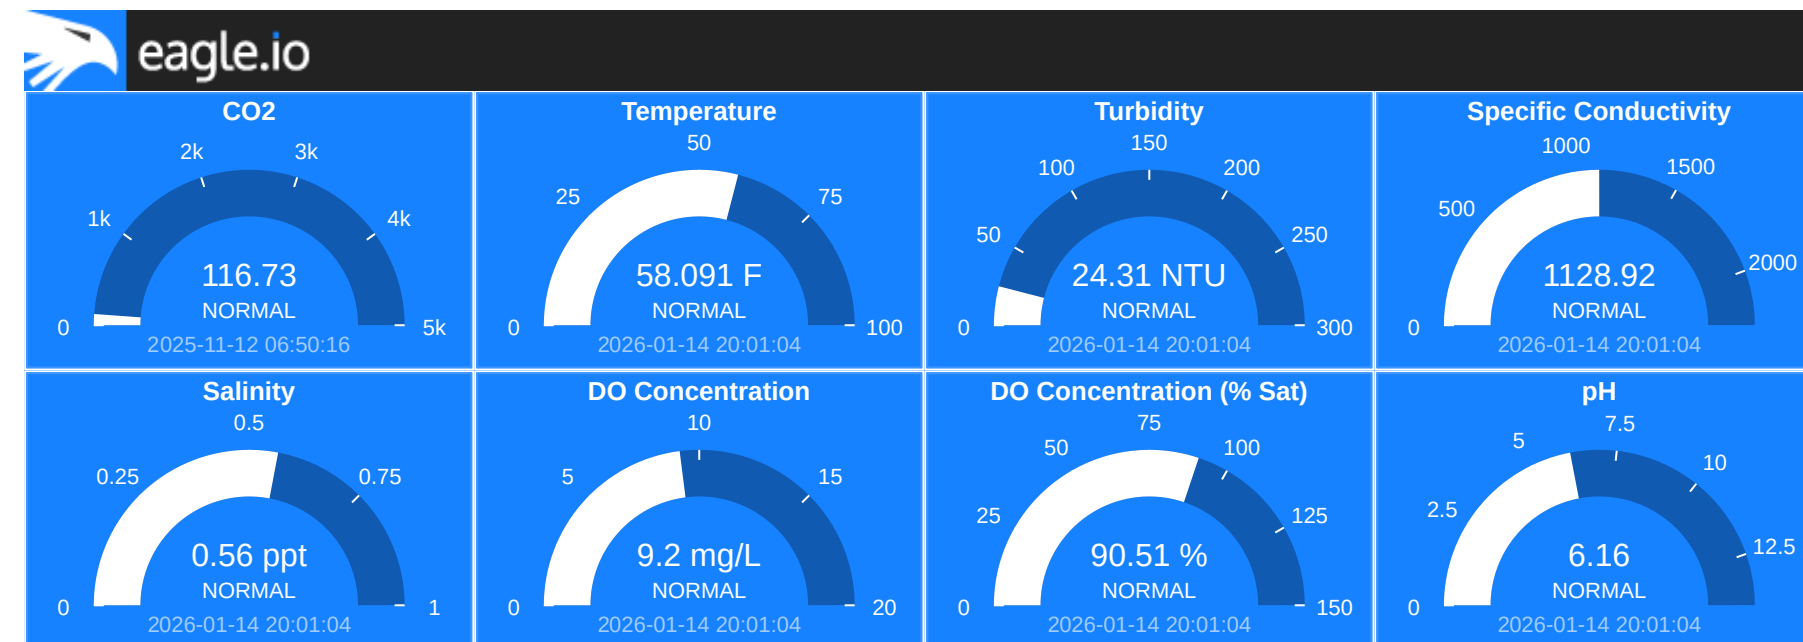 eagle.io
CO2
2k 3k
1k 4k
116.73
NORMAL
0 5k
2025-11-12 06:50:16
Temperature
50
25 75
58.091 F
NORMAL
0 100
2026-01-14 20:01:04
Turbidity
150
100 200
50 250
24.31 NTU
NORMAL
0 300
2026-01-14 20:01:04
Specific Conductivity
1000
1500
500
2000
1128.92
NORMAL
0
2026-01-14 20:01:04
Salinity
0.5
0.25 0.75
0.56 ppt
NORMAL
0 1
2026-01-14 20:01:04
DO Concentration
10
5 15
9.2 mg/L
NORMAL
0 20
2026-01-14 20:01:04
DO Concentration (% Sat)
75
50 100
25 125
90.51 %
NORMAL
0 150
2026-01-14 20:01:04
pH
7.5
5
10
2.5
12.5
6.16
NORMAL
0
2026-01-14 20:01:04